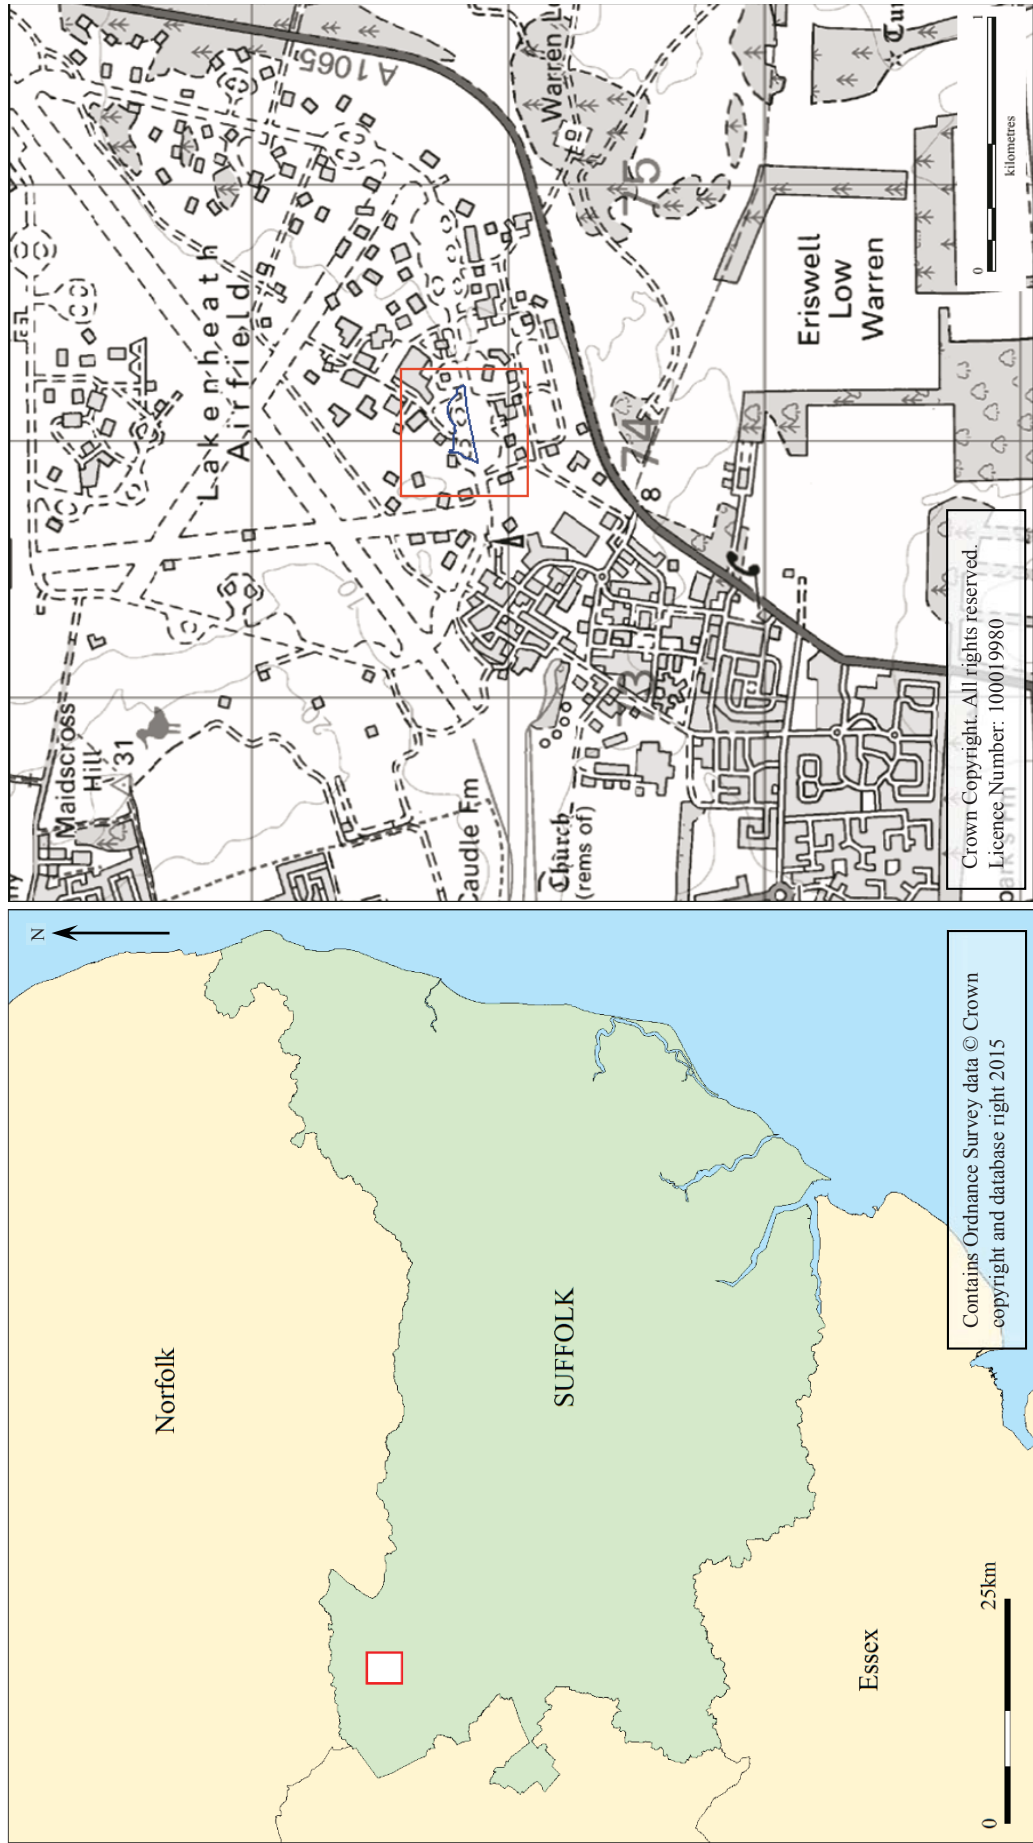 N
Norfolk
SUFFOLK
Essex
0
25km
Contains Ordnance Survey data © Crown
copyright and database right 2015
Maidscross
Hill
31
Lakenheath
Airfield
A 1065
Warren
75
74
73
8
10
Caudle Fm
Church
(rems of)
Eriswell
Low
Warren
0
1
kilometres
Crown Copyright. All rights reserved.
Licence Number: 100019980